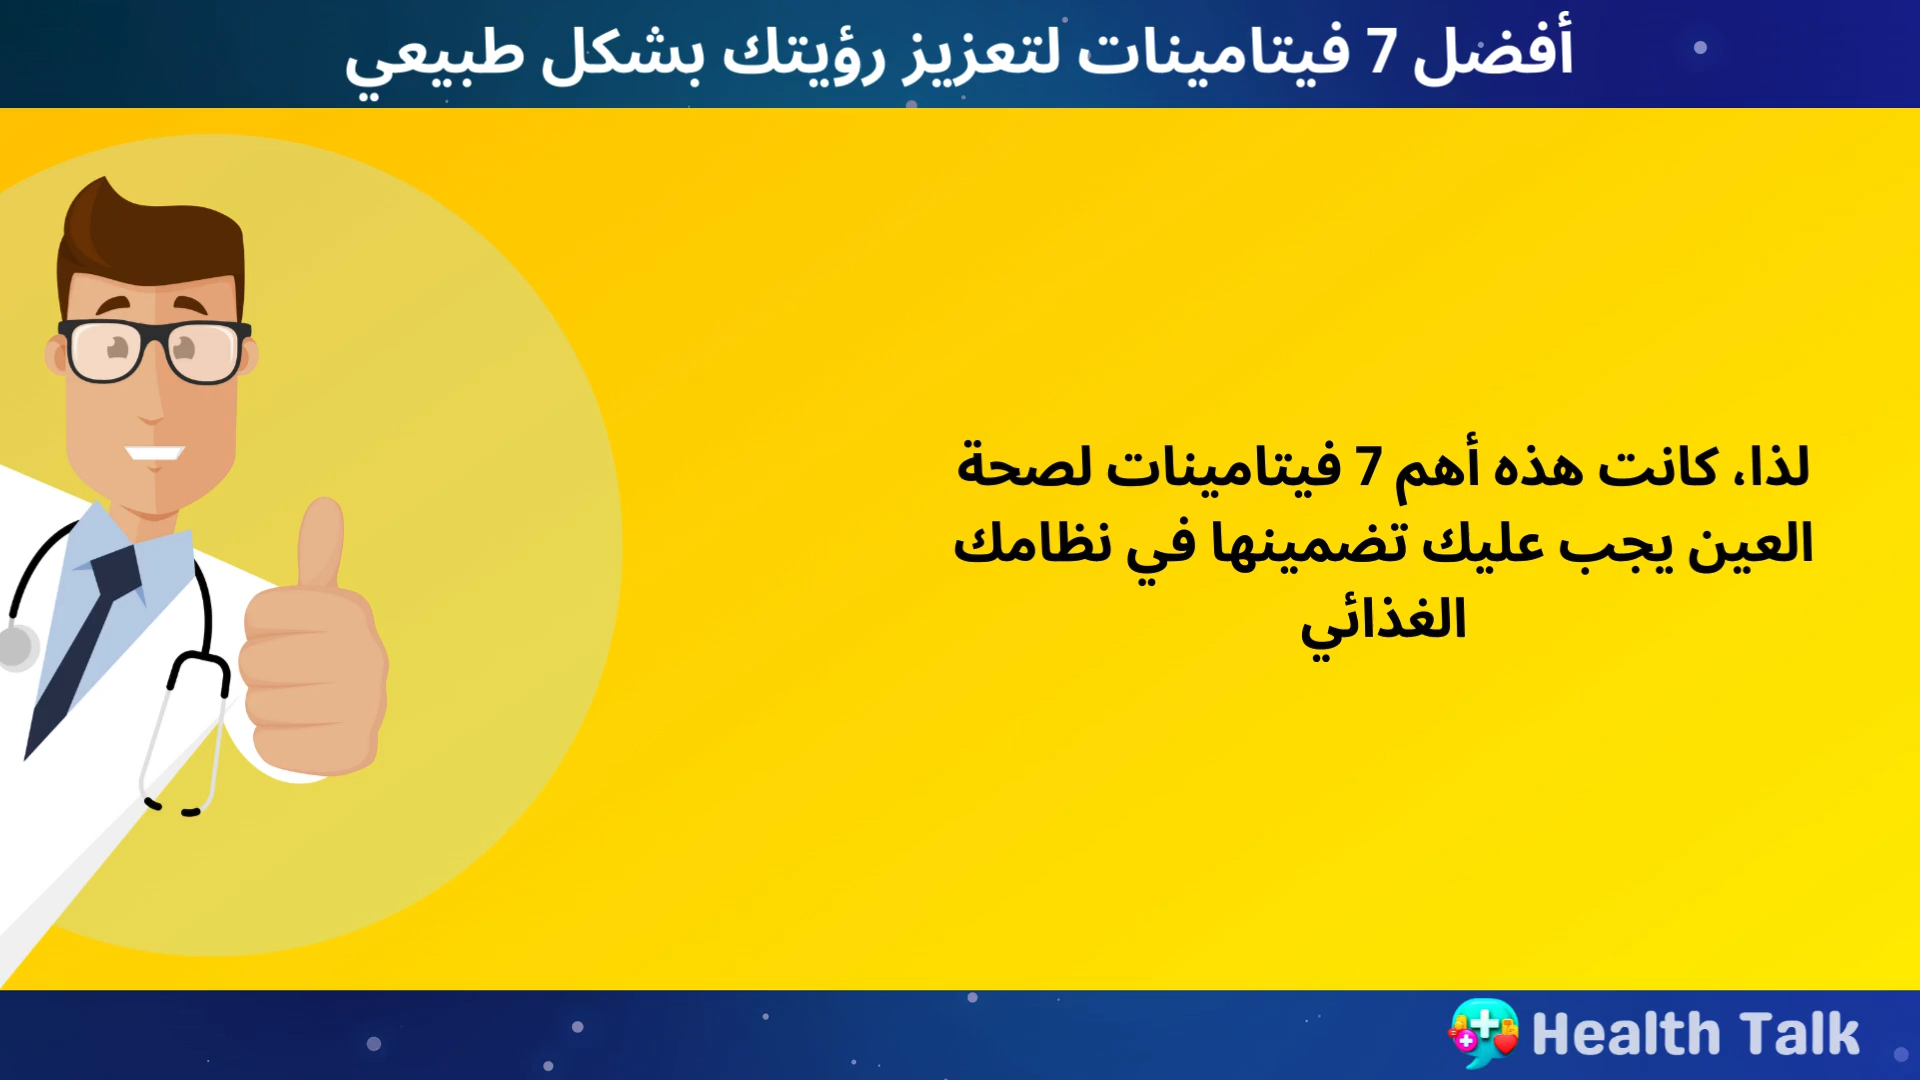 أفضل 7 فيتامينات لتعزيز رؤيتك بشكل طبيعي
لذا، كانت هذه أهم 7 فيتامينات لصحة
العين يجب عليك تضمينها في نظامك
الغذائي
Health Talk